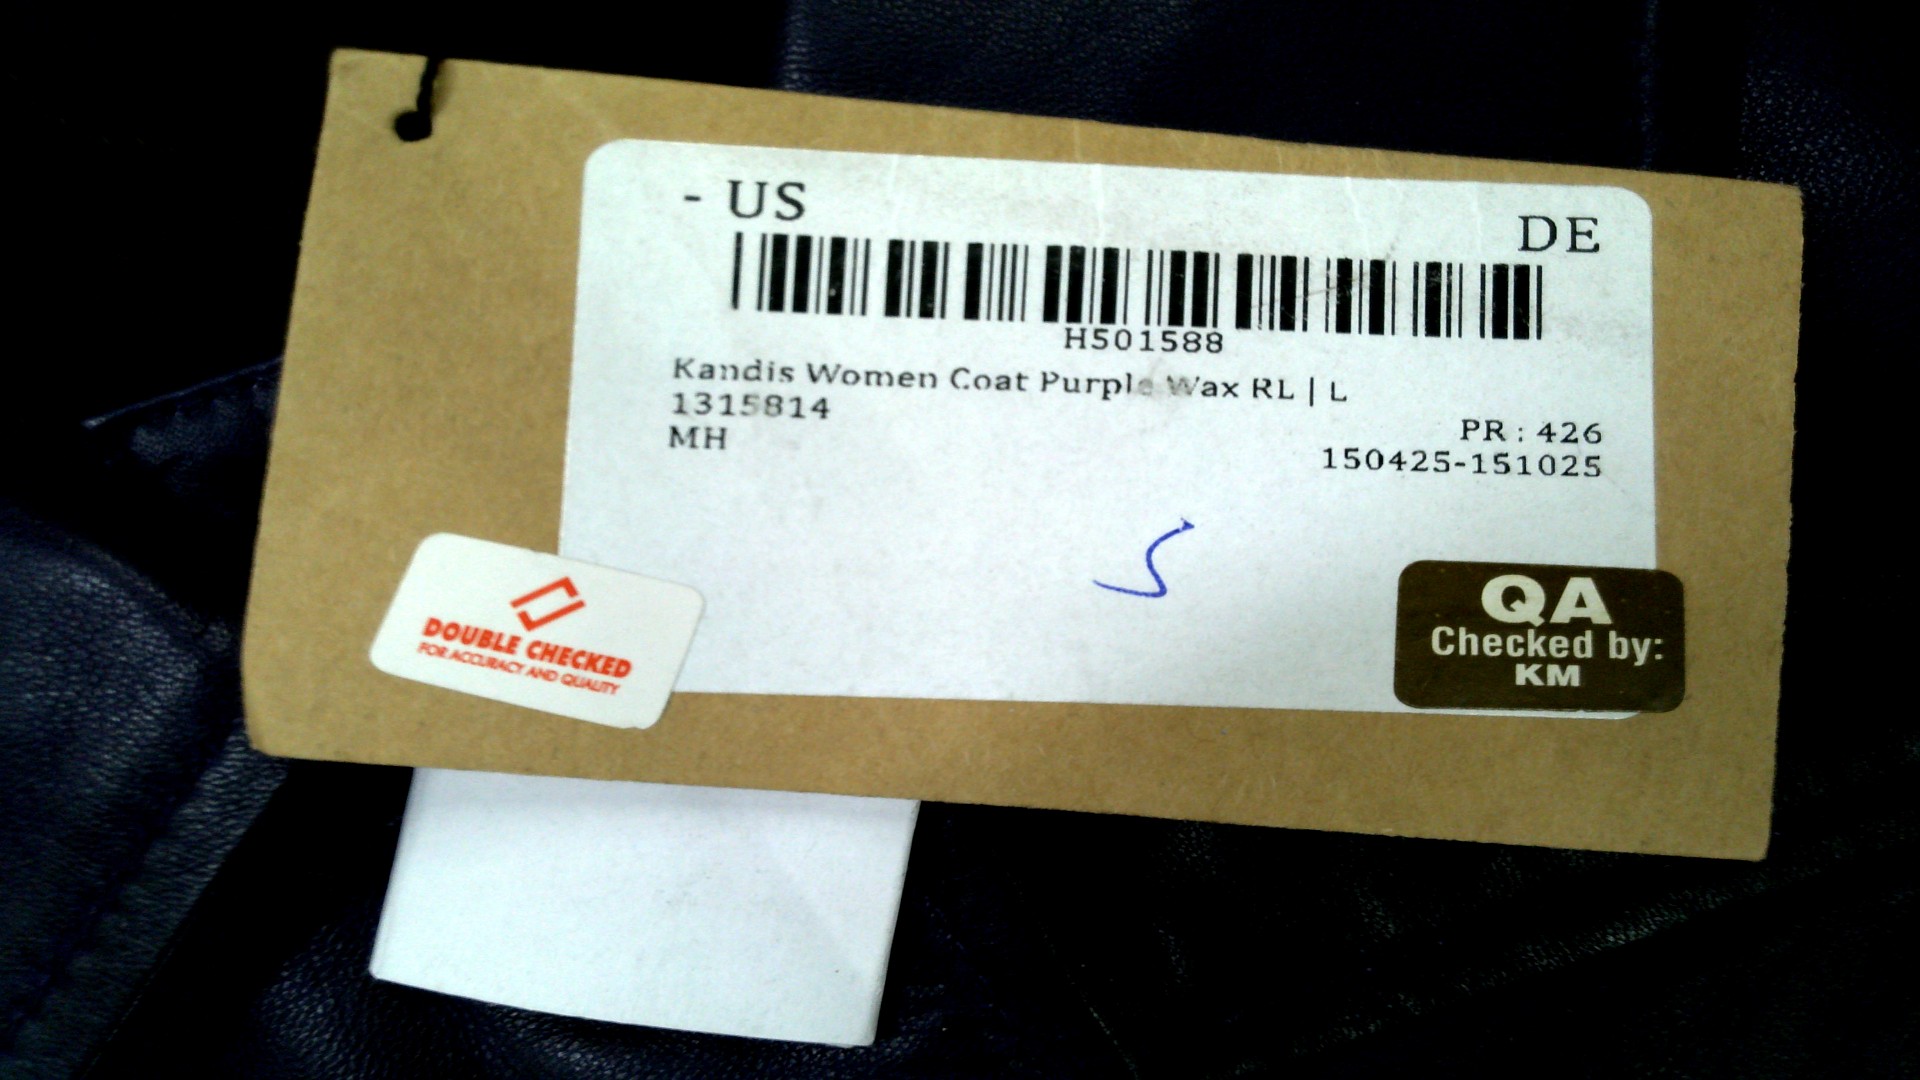 - US
DE
H501588
Kandis Women Coat Purple Wax RL | L
1315814
MH
PR : 426
150425-151025
S
DOUBLE CHECKED
FOR ACCURACY AND QUALITY
QA
Checked by:
KM